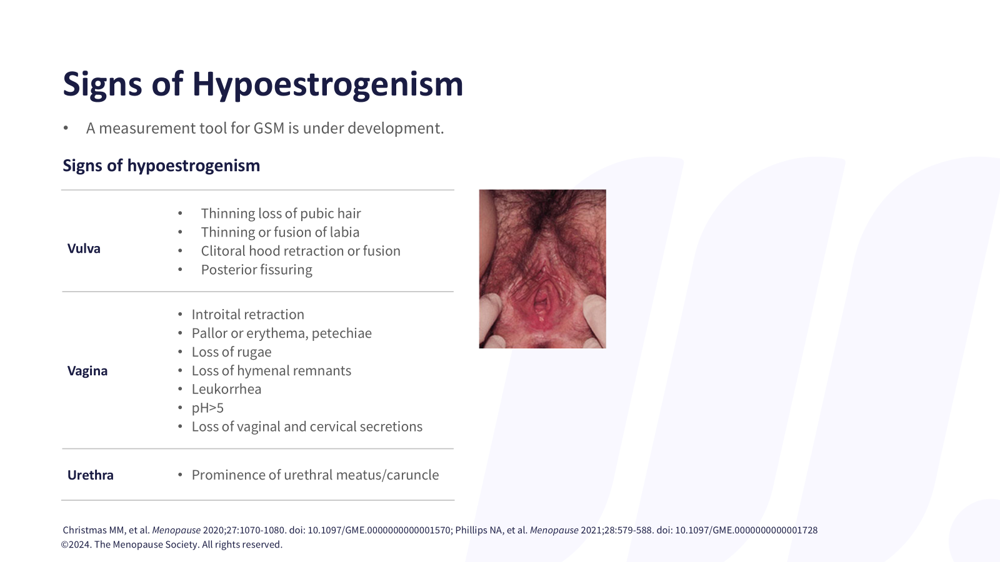 Signs of Hypoestrogenism
• A measurement tool for GSM is under development.
Signs of hypoestrogenism
Vulva
• Thinning loss of pubic hair
• Thinning or fusion of labia
• Clitoral hood retraction or fusion
• Posterior fissuring
Vagina
• Introital retraction
• Pallor or erythema, petechiae
• Loss of rugae
• Loss of hymenal remnants
• Leukorrhea
• pH>5
• Loss of vaginal and cervical secretions
Urethra
• Prominence of urethral meatus/caruncle
Christmas MM, et al. Menopause 2020;27:1070-1080. doi: 10.1097/GME.0000000000001570; Phillips NA, et al. Menopause 2021;28:579-588. doi: 10.1097/GME.0000000000001728
©2024. The Menopause Society. All rights reserved.